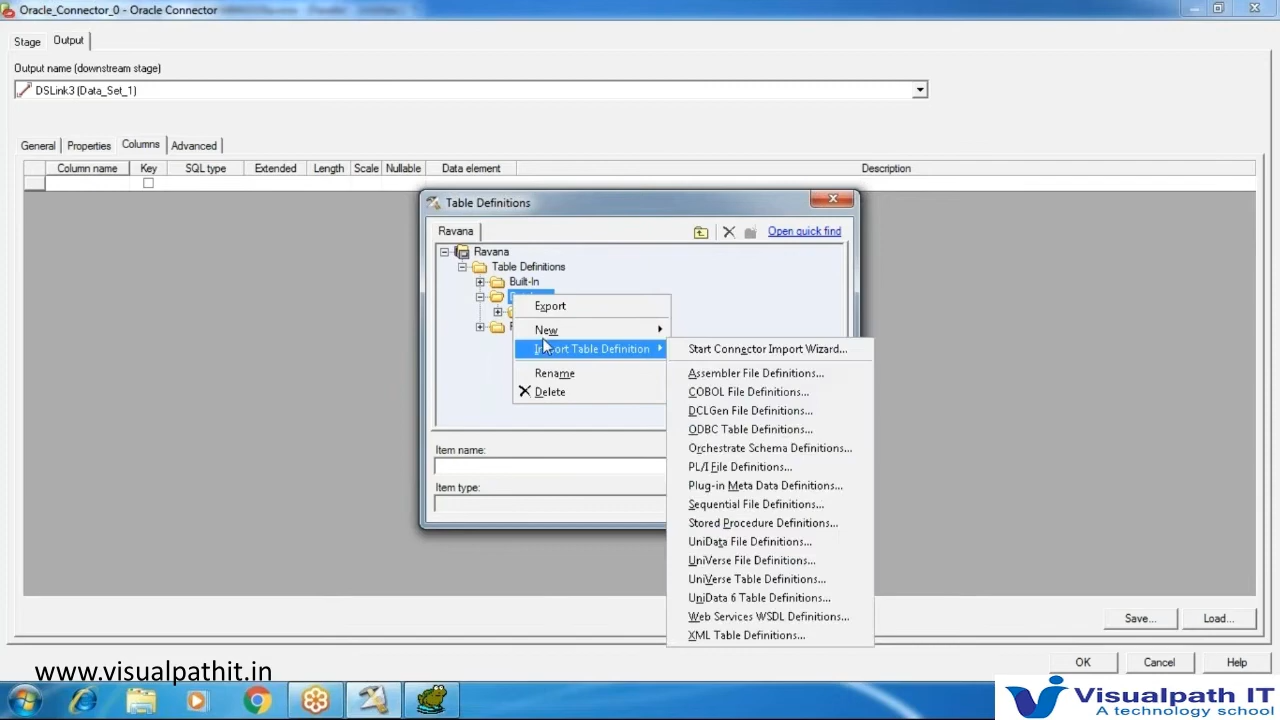 Oracle_Connector_0 - Oracle Connector
Stage Output
Output name (downstream stage)
DSLink3 (Data_Set_1)
General Properties Columns Advanced
Column name Key SQL type Extended Length Scale Nullable Data element Description
Table Definitions
Ravana Open quick find
Ravana
Table Definitions
Built-In
Export
New
Import Table Definition
Rename
Delete
Start Connector Import Wizard...
Assembler File Definitions...
COBOL File Definitions...
DCLGen File Definitions...
ODBC Table Definitions...
Orchestrate Schema Definitions...
PL/I File Definitions...
Plug-in Meta Data Definitions...
Sequential File Definitions...
Stored Procedure Definitions...
UniData File Definitions...
UniVerse File Definitions...
UniVerse Table Definitions...
UniData 6 Table Definitions...
Web Services WSDL Definitions...
XML Table Definitions...
Item name:
Item type:
Save... Load...
OK Cancel Help
www.visualpathit.in
Visualpath IT
A technology school